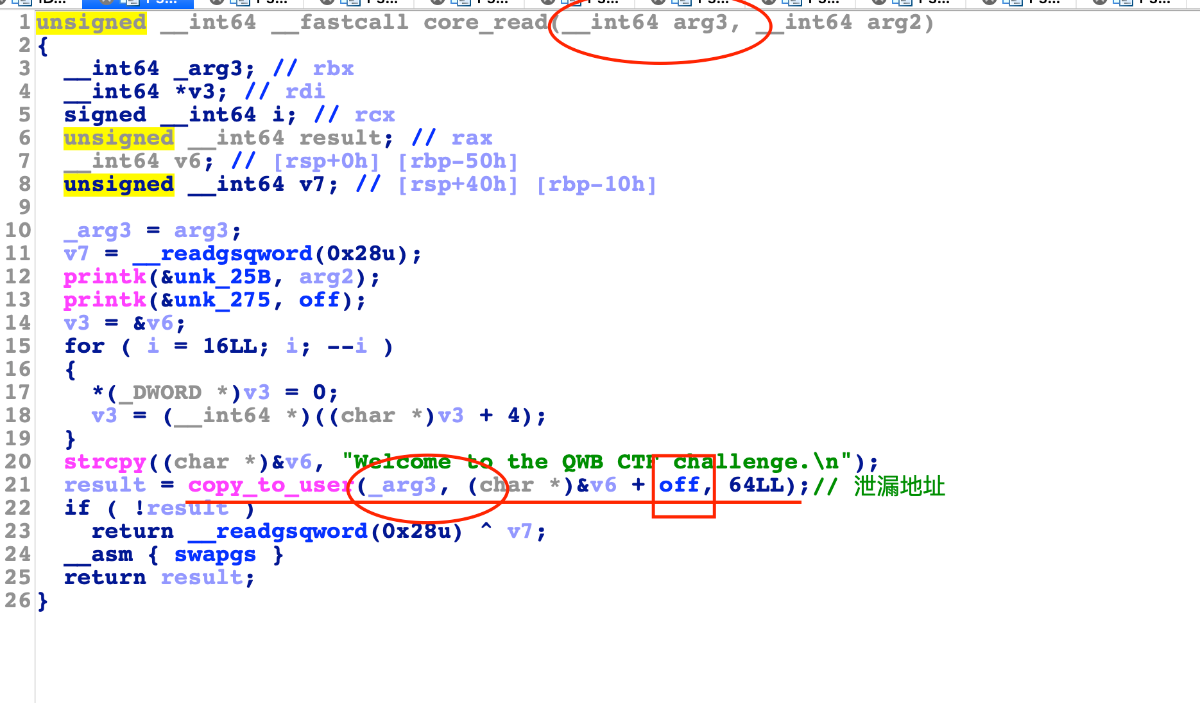 1 unsigned __int64 __fastcall core_read(__int64 arg3, __int64 arg2)
2 {
3 __int64 _arg3; // rbx
4 __int64 *v3; // rdi
5 signed __int64 i; // rcx
6 unsigned __int64 result; // rax
7 __int64 v6; // [rsp+0h] [rbp-50h]
8 unsigned __int64 v7; // [rsp+40h] [rbp-10h]
9
10 _arg3 = arg3;
11 v7 = __readgsqword(0x28u);
12 printk(&unk_25B, arg2);
13 printk(&unk_275, off);
14 v3 = &v6;
15 for ( i = 16LL; i; --i )
16 {
17 *(_DWORD *)v3 = 0;
18 v3 = (__int64 *)((char *)v3 + 4);
19 }
20 strcpy((char *)&v6, "Welcome to the QWB CTF challenge.\n");
21 result = copy_to_user(_arg3, (char *)&v6 + off, 64LL);// 泄漏地址
22 if ( !result )
23 return __readgsqword(0x28u) ^ v7;
24 __asm { swapgs }
25 return result;
26 }